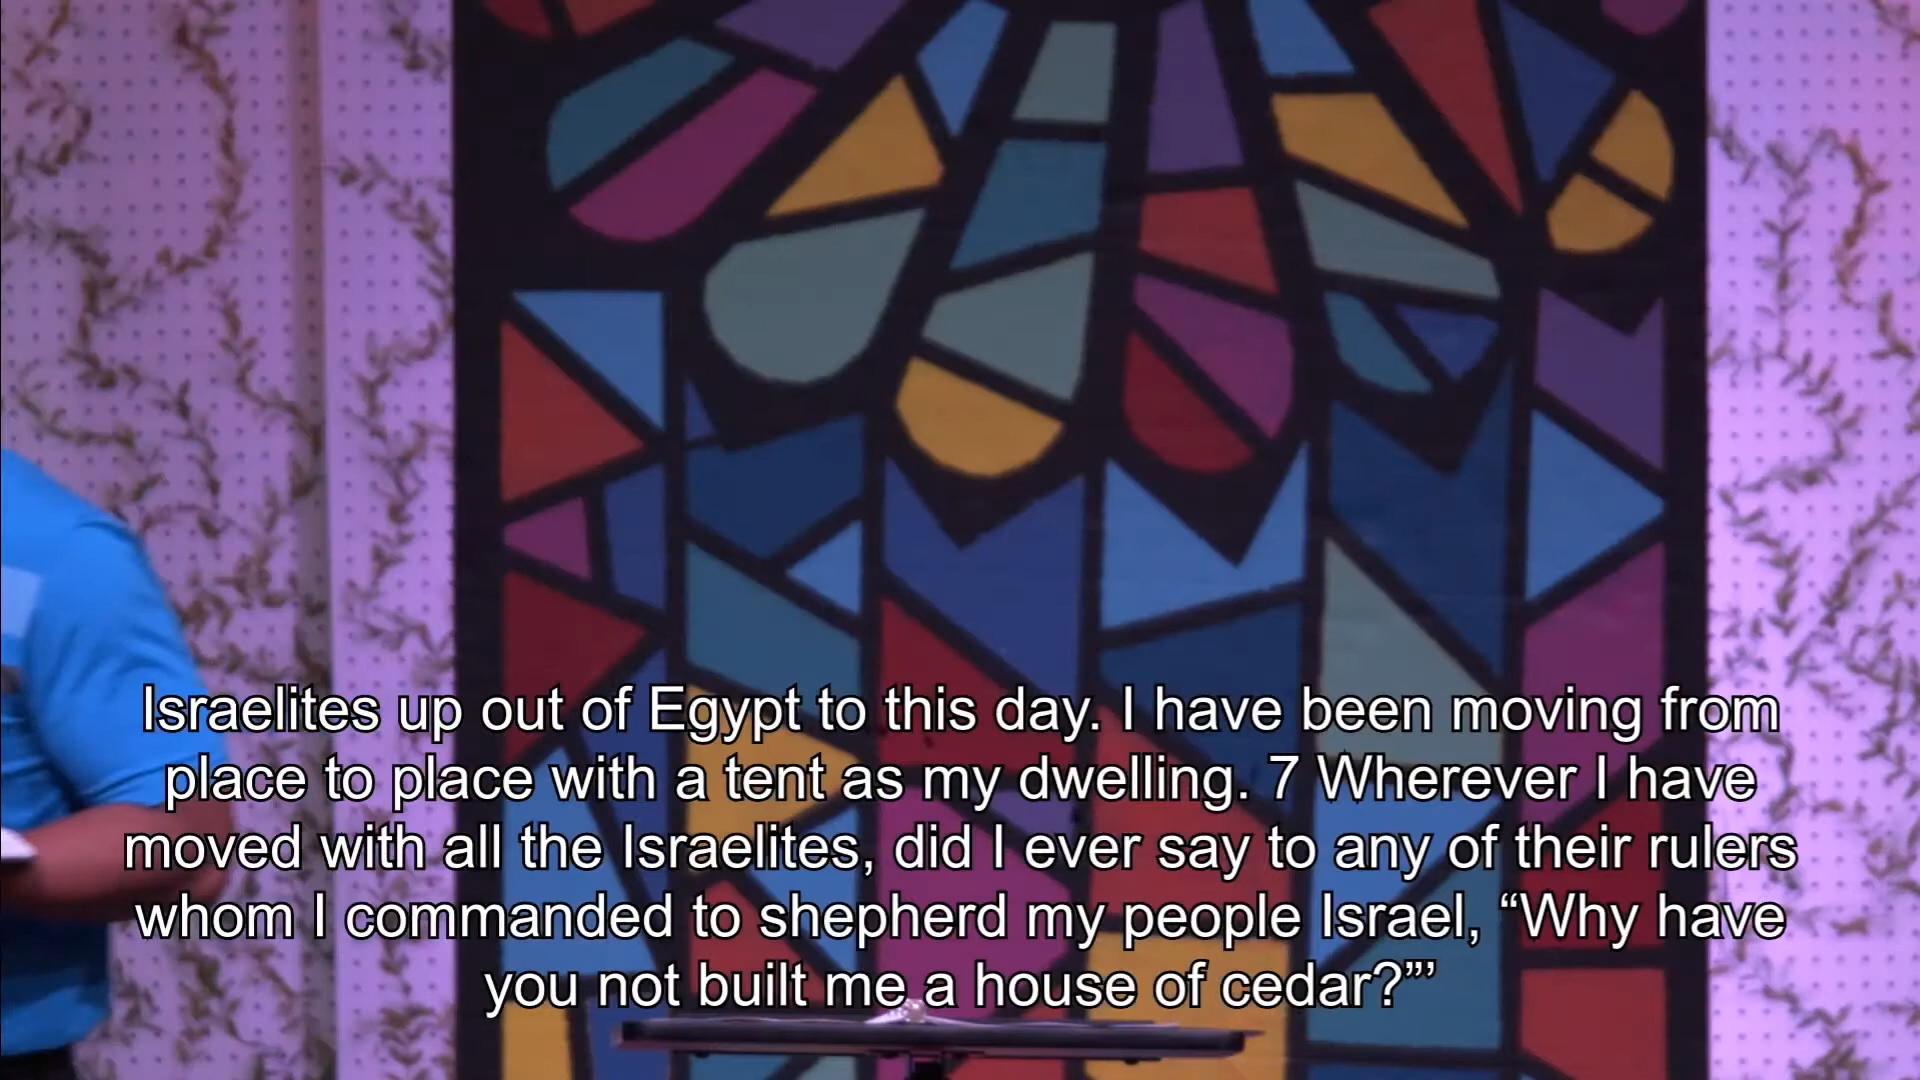 Israelites up out of Egypt to this day. I have been moving from
place to place with a tent as my dwelling. 7 Wherever I have
moved with all the Israelites, did I ever say to any of their rulers
whom I commanded to shepherd my people Israel, “Why have
you not built me a house of cedar?”’